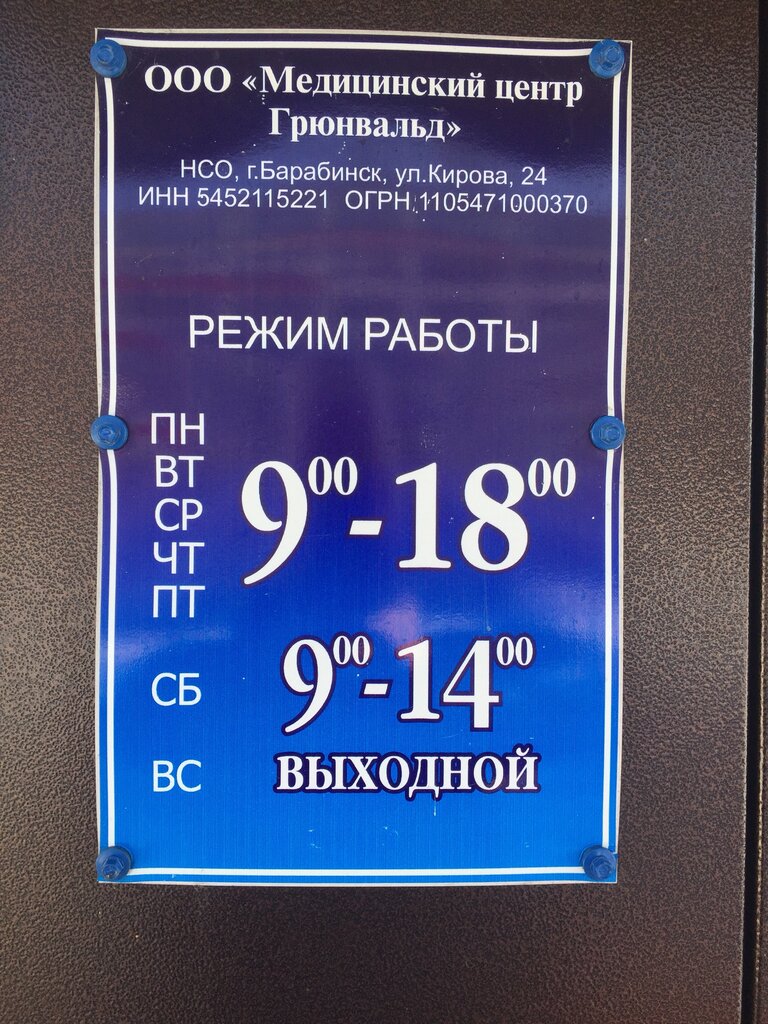 ООО «Медицинский центр
Грюнвальд»
НСО, г.Барабинск, ул.Кирова, 24
ИНН 5452115221 ОГРН 1105471000370
РЕЖИМ РАБОТЫ
ПН
ВТ
СР
ЧТ
ПТ
9⁰⁰-18⁰⁰
СБ 9⁰⁰-14⁰⁰
ВС ВЫХОДНОЙ